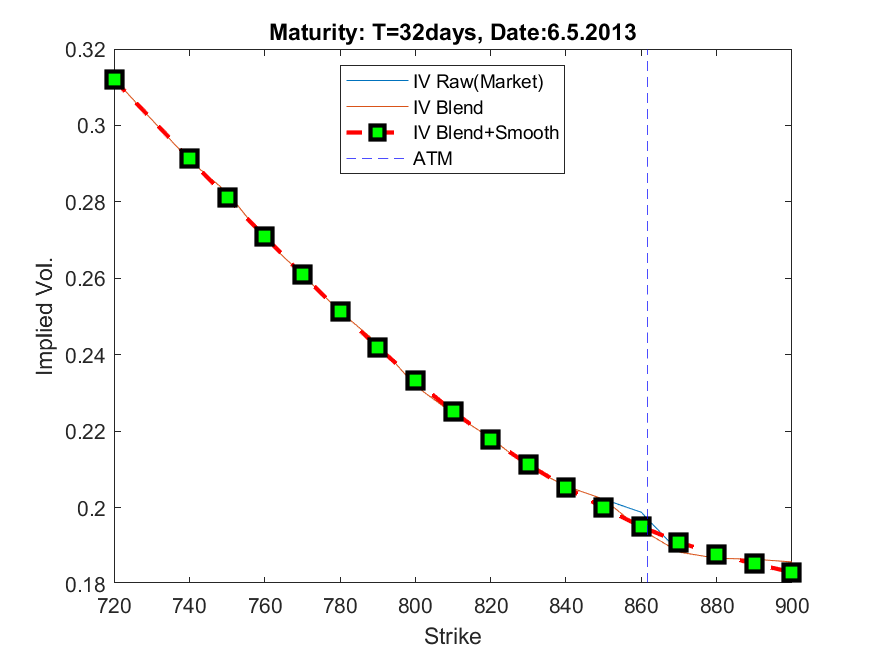 Maturity: T=32days, Date:6.5.2013
IV Raw(Market)
IV Blend
IV Blend+Smooth
ATM
Implied Vol.
0.32
0.3
0.28
0.26
0.24
0.22
0.2
0.18
720 740 760 780 800 820 840 860 880 900
Strike